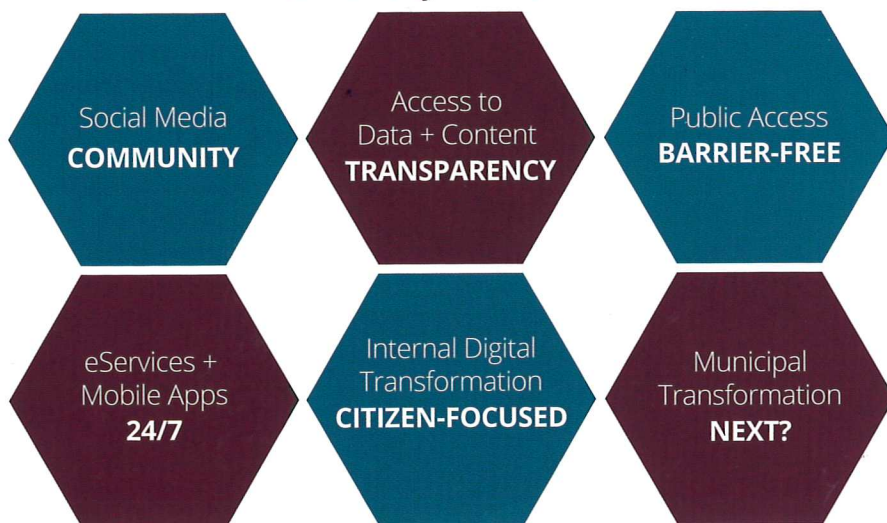 Social Media
COMMUNITY
Access to
Data + Content
TRANSPARENCY
Public Access
BARRIER-FREE
eServices +
Mobile Apps
24/7
Internal Digital
Transformation
CITIZEN-FOCUSED
Municipal
Transformation
NEXT?